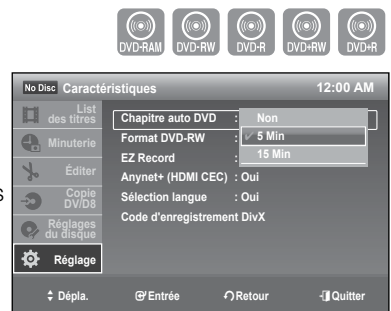 DVD-RAM DVD-RW DVD-R DVD+RW DVD+R
No Disc Caractéristiques 12:00 AM
List des titres
Minuterie
Éditer
Copie DV/D8
Réglages du disque
Réglage
Chapitre auto DVD :
Format DVD-RW :
EZ Record :
Anynet+ (HDMI CEC) : Oui
Sélection langue : Oui
Code d'enregistrement DivX
Non
✔ 5 Min
15 Min
S
Dépla. Entrée Retour Quitter